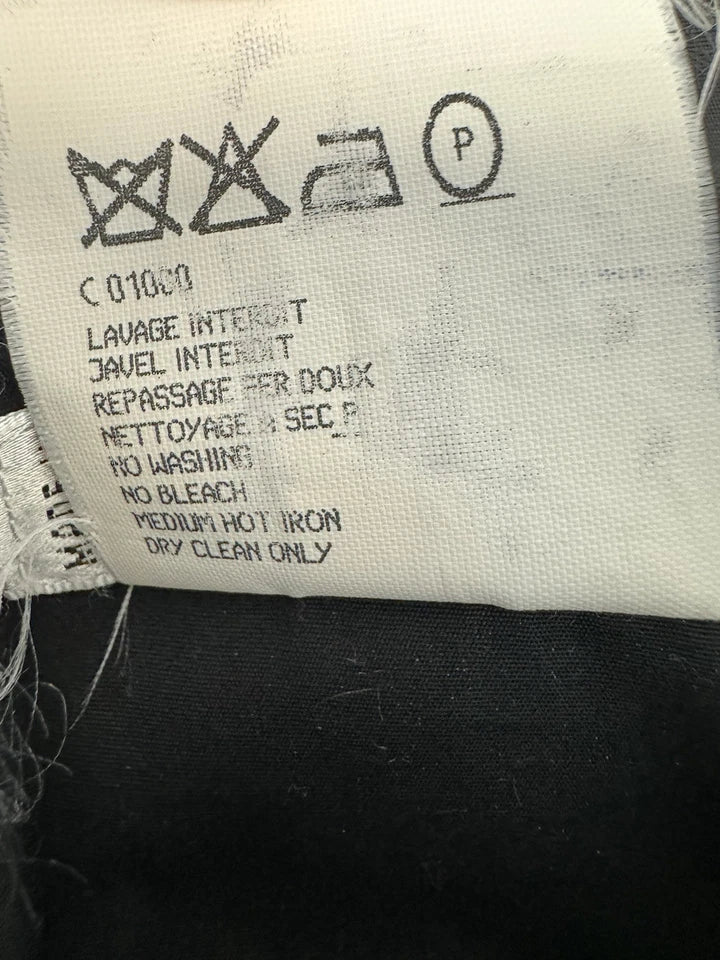 P
C 01000
LAVAGE INTERDIT
JAVEL INTERDIT
REPASSAGE FER DOUX
NETTOYAGE A SEC P
NO WASHING
NO BLEACH
MEDIUM HOT IRON
DRY CLEAN ONLY
MADE